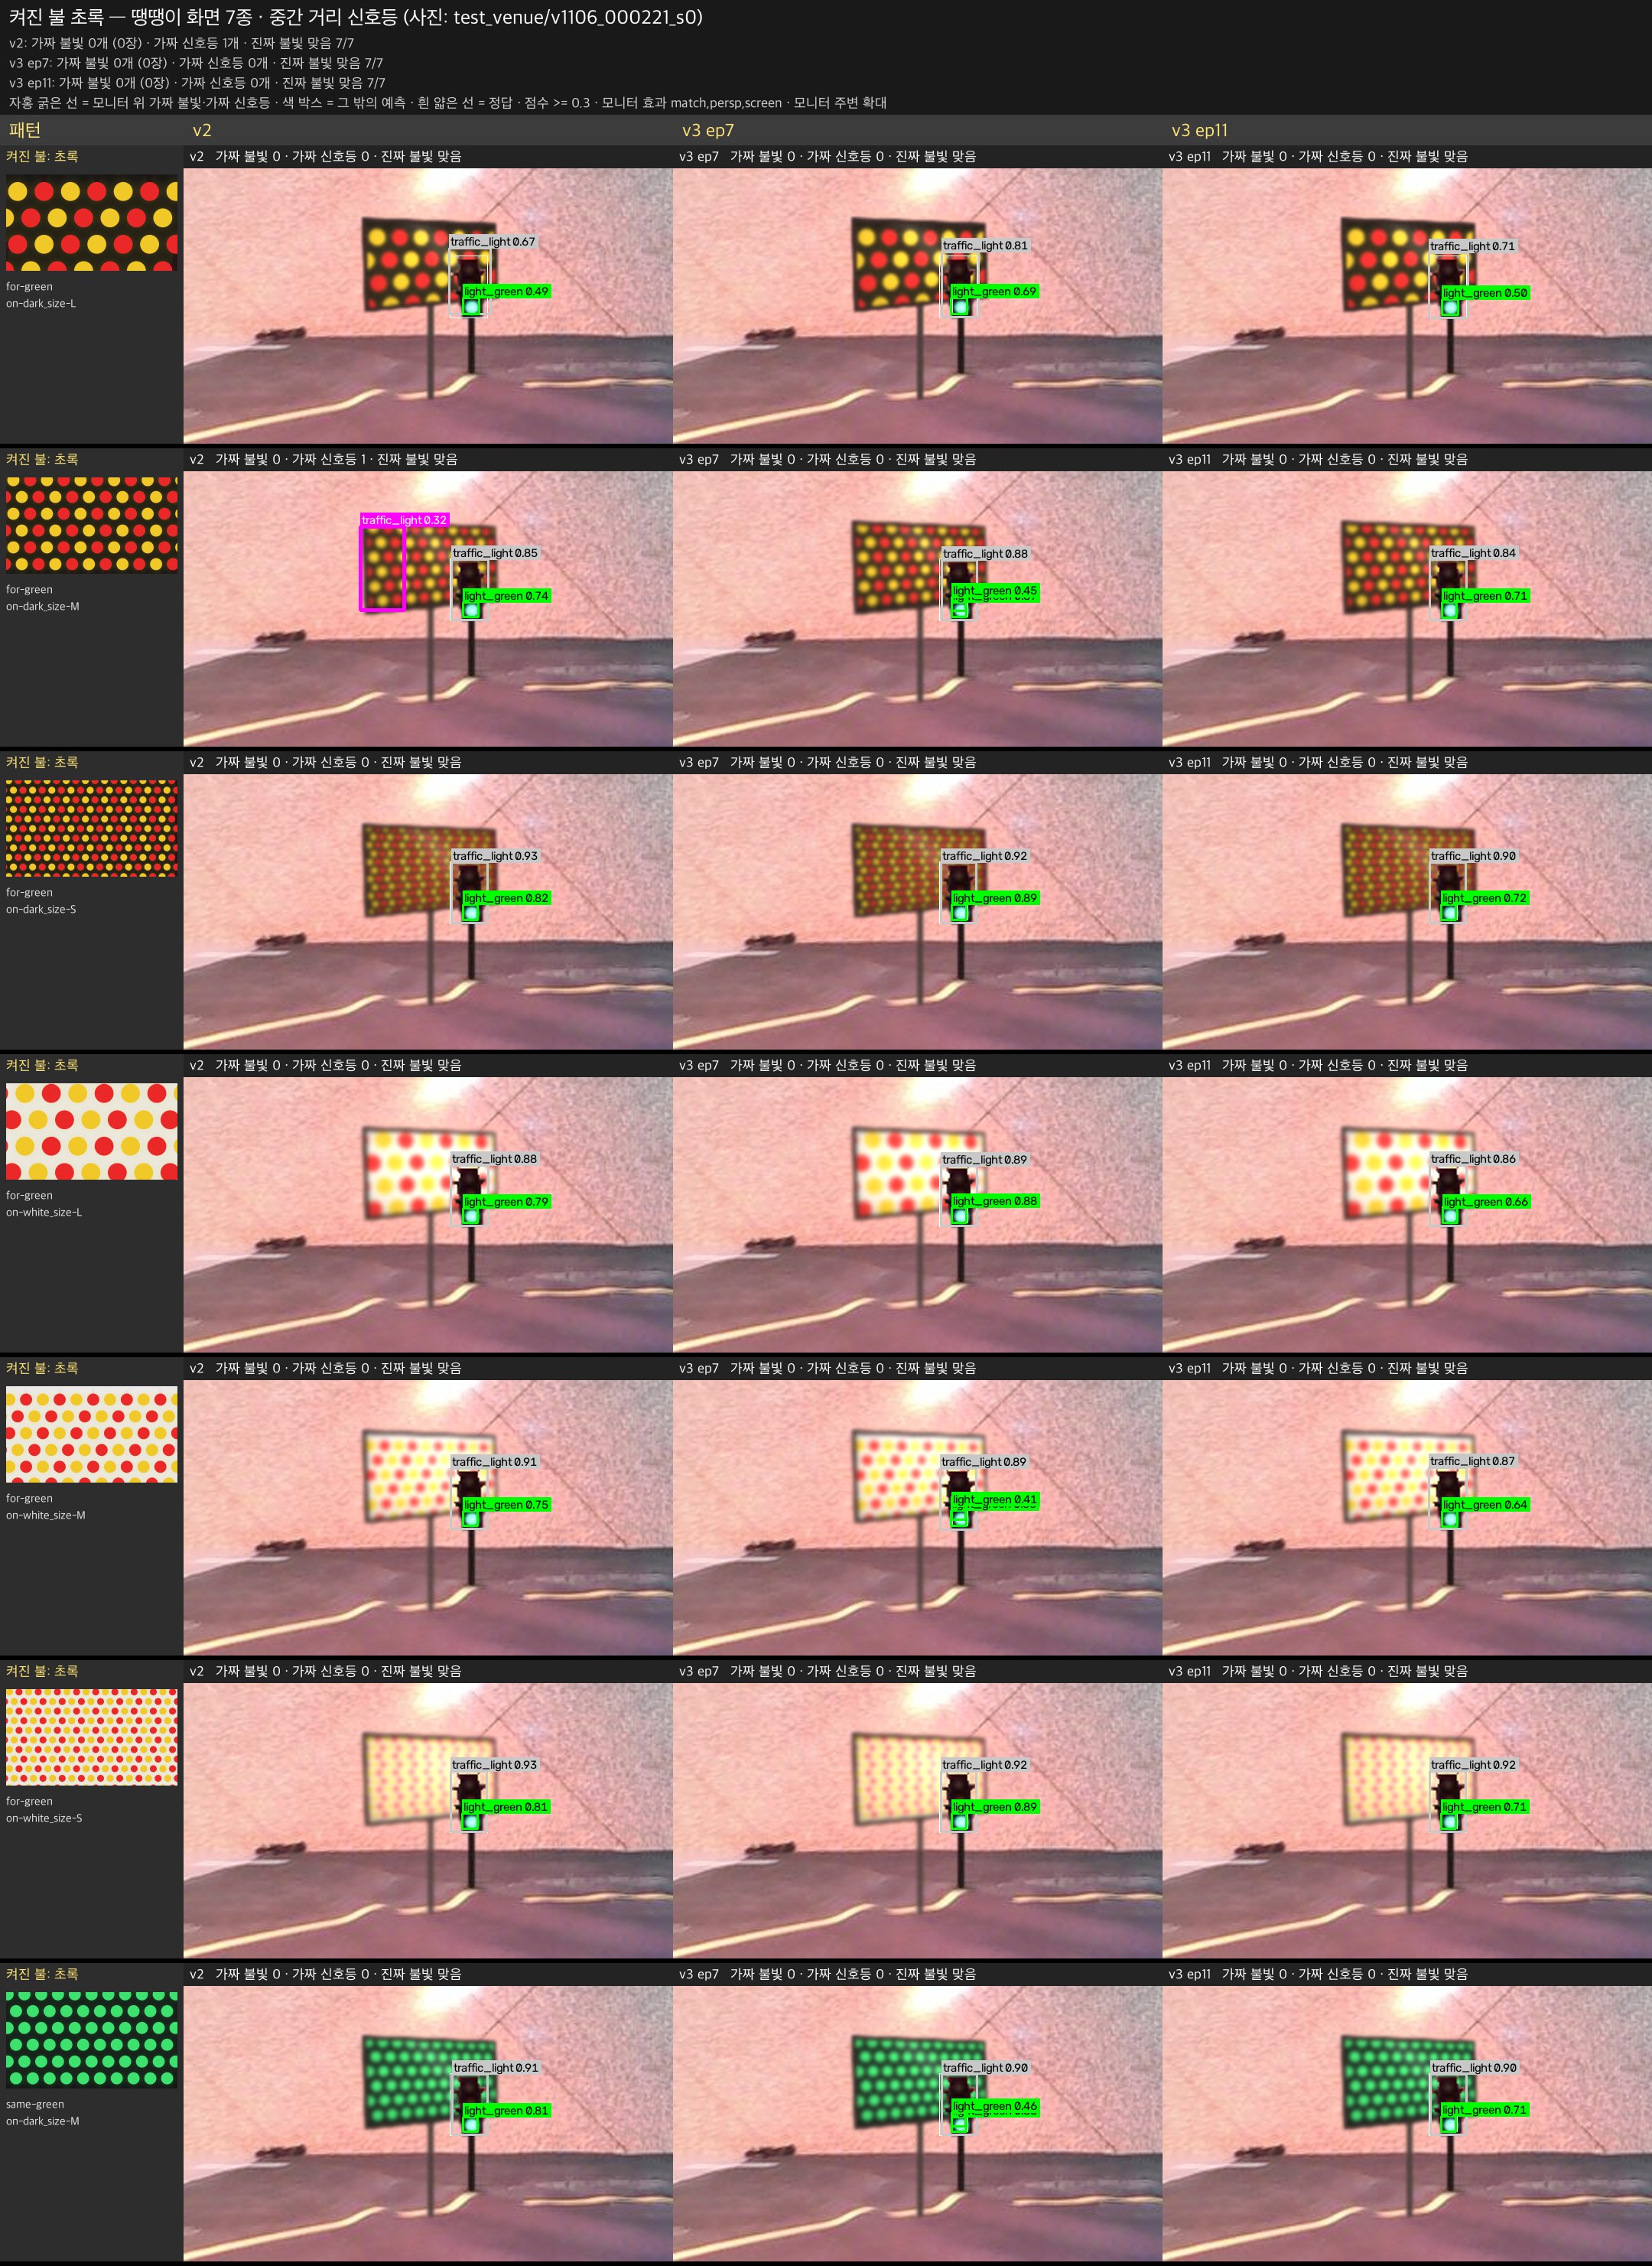 켜진 불 초록 — 땡땡이 화면 7종 · 중간 거리 신호등 (사진: test_venue/v1106_000221_s0)
v2: 가짜 불빛 0개 (0장) · 가짜 신호등 1개 · 진짜 불빛 맞음 7/7
v3 ep7: 가짜 불빛 0개 (0장) · 가짜 신호등 0개 · 진짜 불빛 맞음 7/7
v3 ep11: 가짜 불빛 0개 (0장) · 가짜 신호등 0개 · 진짜 불빛 맞음 7/7
자홍 굵은 선 = 모니터 위 가짜 불빛·가짜 신호등 · 색 박스 = 그 밖의 예측 · 흰 얇은 선 = 정답 · 점수 >= 0.3 · 모니터 효과 match,persp,screen · 모니터 주변 확대
패턴 v2 v3 ep7 v3 ep11
켜진 불: 초록
for-green
on-dark_size-L
v2 가짜 불빛 0 · 가짜 신호등 0 · 진짜 불빛 맞음
traffic_light 0.67
light_green 0.49
v3 ep7 가짜 불빛 0 · 가짜 신호등 0 · 진짜 불빛 맞음
traffic_light 0.81
light_green 0.69
v3 ep11 가짜 불빛 0 · 가짜 신호등 0 · 진짜 불빛 맞음
traffic_light 0.71
light_green 0.50
켜진 불: 초록
for-green
on-dark_size-M
v2 가짜 불빛 0 · 가짜 신호등 1 · 진짜 불빛 맞음
traffic_light 0.32
traffic_light 0.85
light_green 0.74
v3 ep7 가짜 불빛 0 · 가짜 신호등 0 · 진짜 불빛 맞음
traffic_light 0.88
light_green 0.45
v3 ep11 가짜 불빛 0 · 가짜 신호등 0 · 진짜 불빛 맞음
traffic_light 0.84
light_green 0.71
켜진 불: 초록
for-green
on-dark_size-S
v2 가짜 불빛 0 · 가짜 신호등 0 · 진짜 불빛 맞음
traffic_light 0.93
light_green 0.82
v3 ep7 가짜 불빛 0 · 가짜 신호등 0 · 진짜 불빛 맞음
traffic_light 0.92
light_green 0.89
v3 ep11 가짜 불빛 0 · 가짜 신호등 0 · 진짜 불빛 맞음
traffic_light 0.90
light_green 0.72
켜진 불: 초록
for-green
on-white_size-L
v2 가짜 불빛 0 · 가짜 신호등 0 · 진짜 불빛 맞음
traffic_light 0.88
light_green 0.79
v3 ep7 가짜 불빛 0 · 가짜 신호등 0 · 진짜 불빛 맞음
traffic_light 0.89
light_green 0.88
v3 ep11 가짜 불빛 0 · 가짜 신호등 0 · 진짜 불빛 맞음
traffic_light 0.86
light_green 0.66
켜진 불: 초록
for-green
on-white_size-M
v2 가짜 불빛 0 · 가짜 신호등 0 · 진짜 불빛 맞음
traffic_light 0.91
light_green 0.75
v3 ep7 가짜 불빛 0 · 가짜 신호등 0 · 진짜 불빛 맞음
traffic_light 0.89
light_green 0.41
v3 ep11 가짜 불빛 0 · 가짜 신호등 0 · 진짜 불빛 맞음
traffic_light 0.87
light_green 0.64
켜진 불: 초록
for-green
on-white_size-S
v2 가짜 불빛 0 · 가짜 신호등 0 · 진짜 불빛 맞음
traffic_light 0.93
light_green 0.81
v3 ep7 가짜 불빛 0 · 가짜 신호등 0 · 진짜 불빛 맞음
traffic_light 0.92
light_green 0.89
v3 ep11 가짜 불빛 0 · 가짜 신호등 0 · 진짜 불빛 맞음
traffic_light 0.92
light_green 0.71
켜진 불: 초록
same-green
on-dark_size-M
v2 가짜 불빛 0 · 가짜 신호등 0 · 진짜 불빛 맞음
traffic_light 0.91
light_green 0.81
v3 ep7 가짜 불빛 0 · 가짜 신호등 0 · 진짜 불빛 맞음
traffic_light 0.90
light_green 0.46
v3 ep11 가짜 불빛 0 · 가짜 신호등 0 · 진짜 불빛 맞음
traffic_light 0.90
light_green 0.71